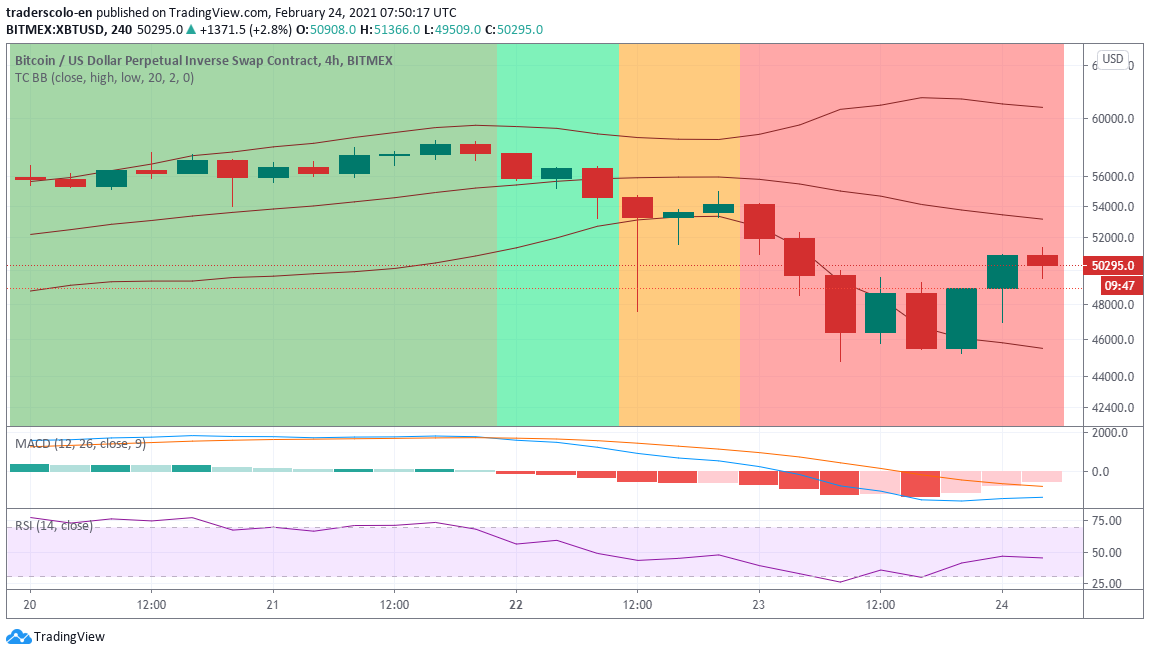 traderscolo-en published on TradingView.com, February 24, 2021 07:50:17 UTC
BITMEX:XBTUSD, 240 50295.0 ▲ +1371.5 (+2.8%) O:50908.0 H:51366.0 L:49509.0 C:50295.0
Bitcoin / US Dollar Perpetual Inverse Swap Contract, 4h, BITMEX
TC BB (close, high, low, 20, 2, 0)
USD
60000.0
56000.0
54000.0
52000.0
50295.0
09:47
48000.0
46000.0
44000.0
42400.0
MACD (12, 26, close, 9)
2000.0
0.0
RSI (14, close)
75.00
50.00
25.00
20 12:00 21 12:00 22 12:00 23 12:00 24
TradingView